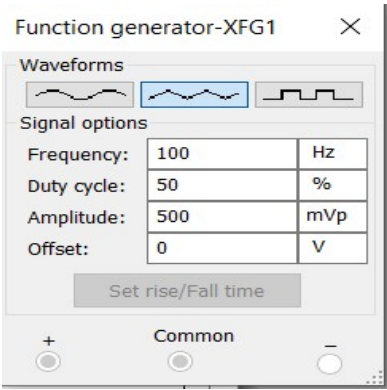 Function generator-XFG1
Waveforms
Signal options
Frequency: 100 Hz
Duty cycle: 50 %
Amplitude: 500 mVp
Offset: 0 V
Set rise/Fall time
+ Common −